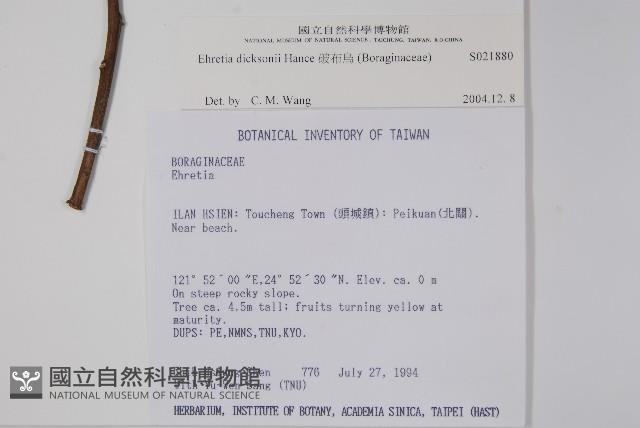 國立自然科學博物館
NATIONAL MUSEUM OF NATURAL SCIENCE, TAICHUNG, TAIWAN, R.O.CHINA
Ehretia dicksonii Hance 破布烏 (Boraginaceae) S021880
Det. by C. M. Wang 2004.12. 8
BOTANICAL INVENTORY OF TAIWAN
BORAGINACEAE
Ehretia
ILAN HSIEN: Toucheng Town (頭城鎮): Peikuan(北關).
Near beach.
121° 52´00 ˝E,24° 52´30 ˝N. Elev. ca. 0 m
On steep rocky slope.
Tree ca. 4.5m tall; fruits turning yellow at
maturity.
DUPS: PE,NMNS,TNU,KYO.
776 July 27, 1994
(TNU)
國立自然科學博物館
NATIONAL MUSEUM OF NATURAL SCIENCE
HERBARIUM, INSTITUTE OF BOTANY, ACADEMIA SINICA, TAIPEI (HAST)